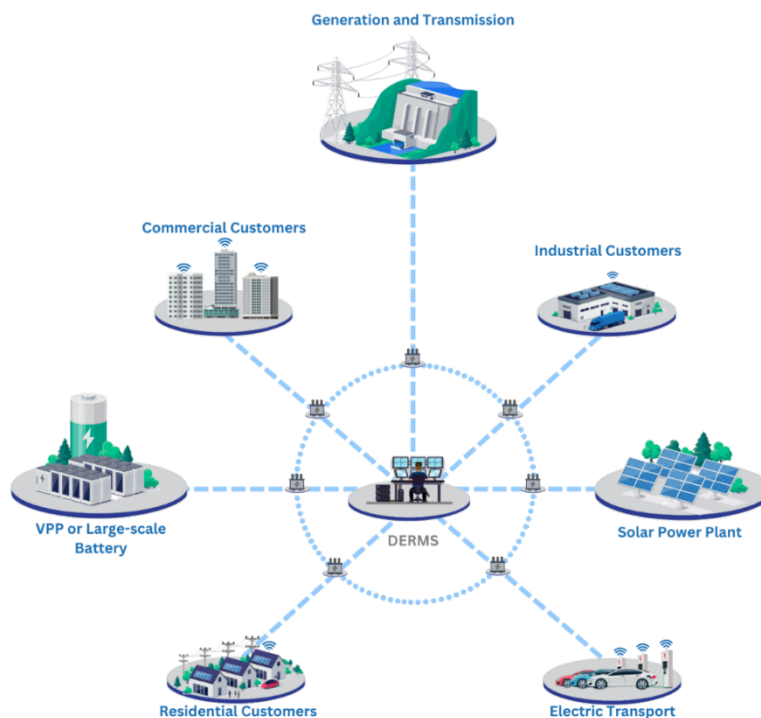 Generation and Transmission
Commercial Customers
Industrial Customers
VPP or Large-scale
Battery
DERMS
Solar Power Plant
Residential Customers
Electric Transport